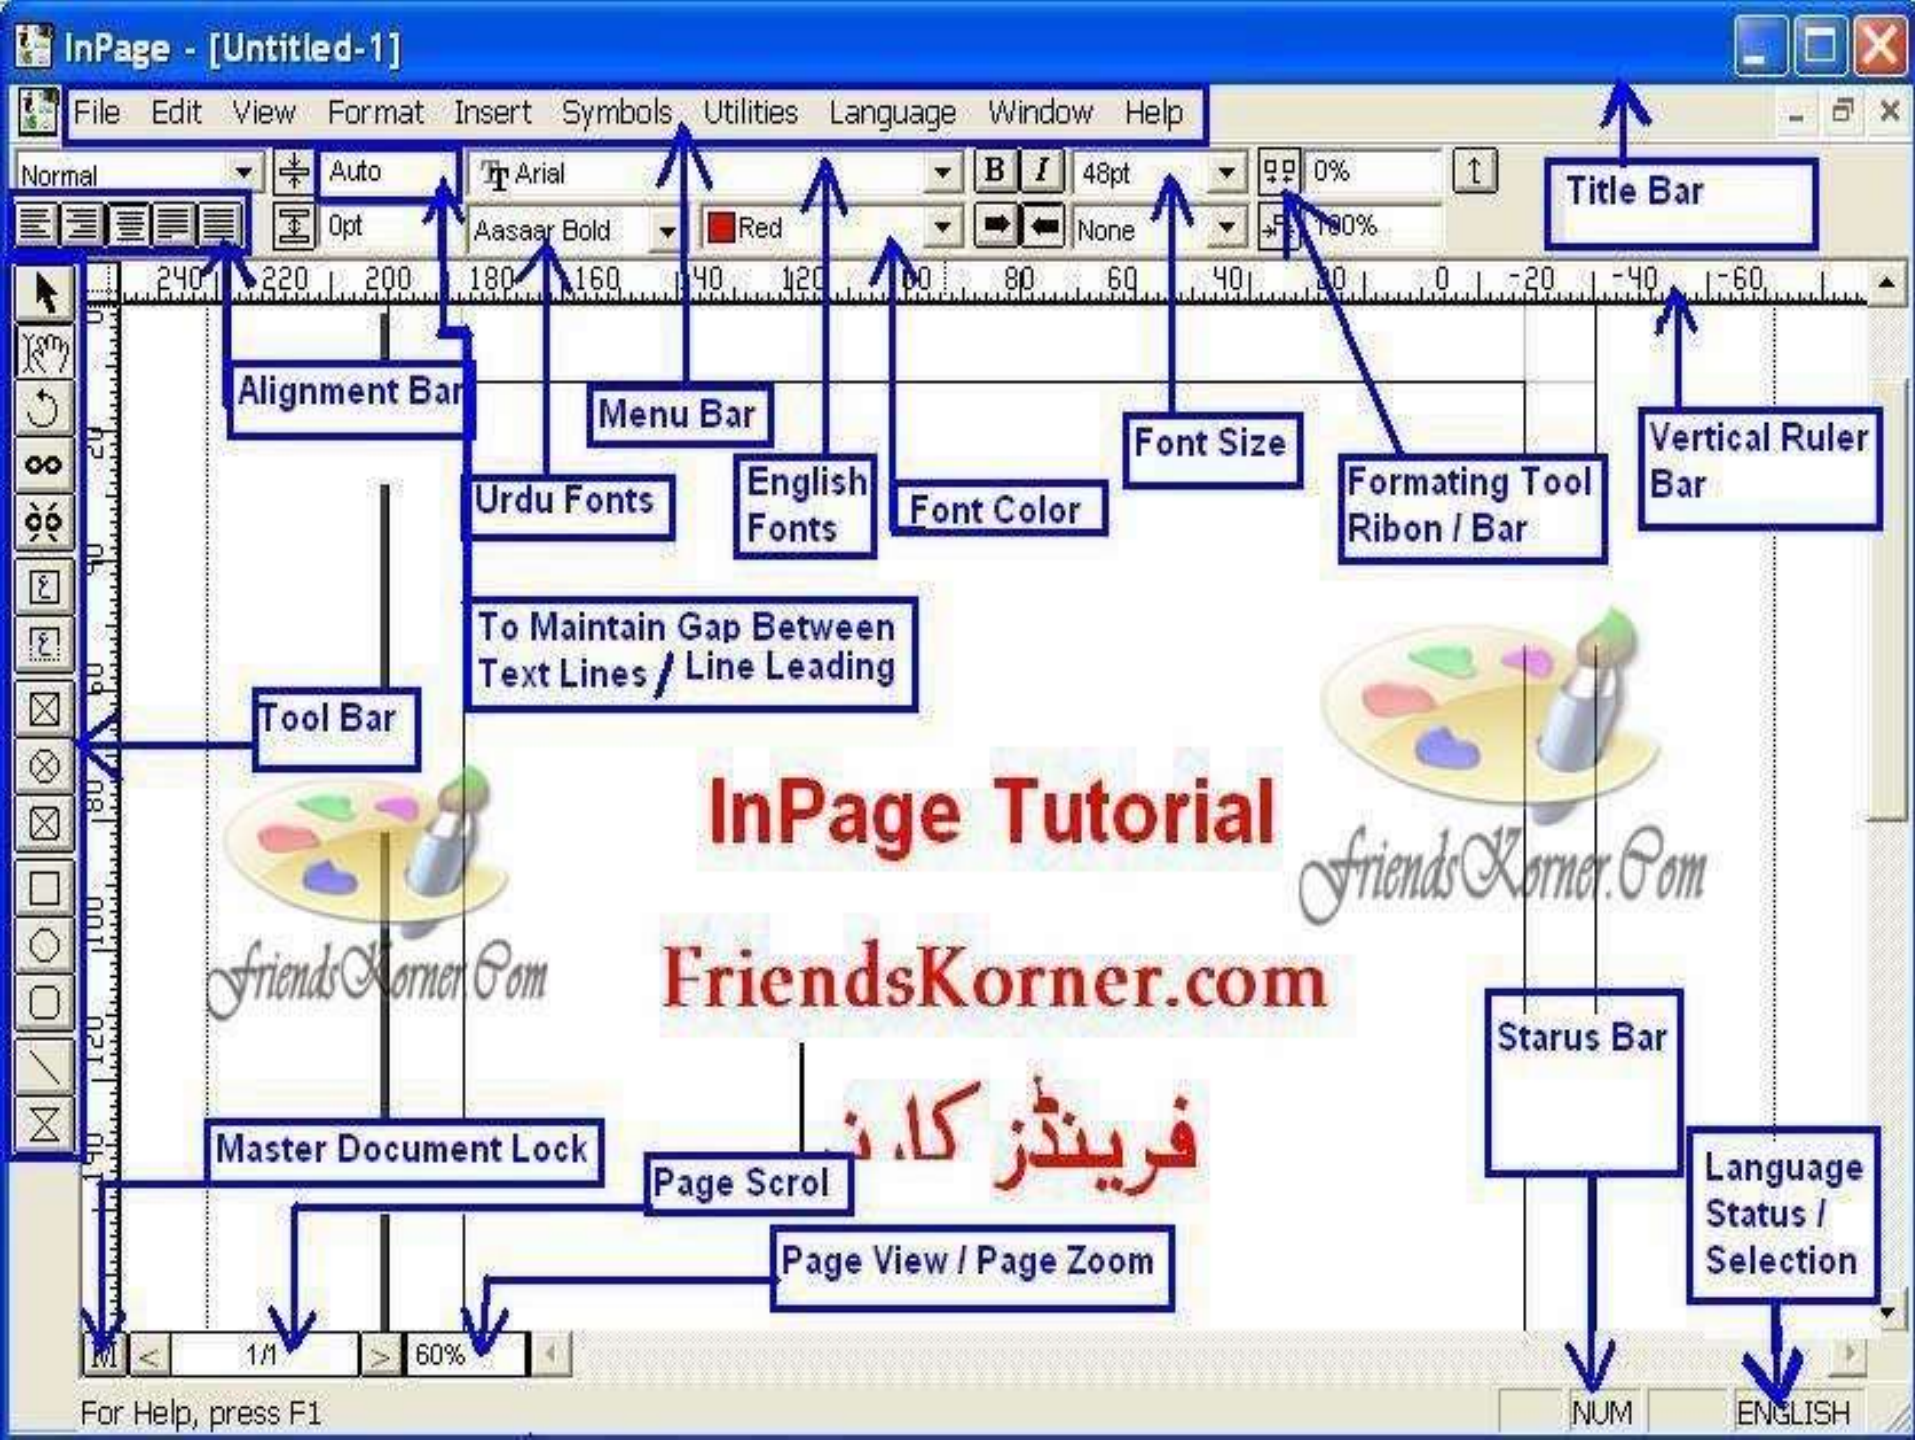 InPage - [Untitled-1]
File Edit View Format Insert Symbols Utilities Language Window Help
Normal Auto Arial B I 48pt 0%
Title Bar
0pt Aasaar Bold Red None 100%
240 220 200 180 160 140 120 100 80 60 40 20 0 -20 -40 -60
Alignment Bar
Menu Bar
Font Size
Vertical Ruler
Bar
Urdu Fonts
English
Fonts
Font Color
Formating Tool
Ribon / Bar
To Maintain Gap Between
Text Lines / Line Leading
Tool Bar
InPage Tutorial
FriendsKorner.Com
FriendsKorner.Com
FriendsKorner.com
Starus Bar
فرینڈز
Master Document Lock
Page Scrol
Language
Status /
Selection
Page View / Page Zoom
M < 1/1 > 60%
For Help, press F1 NUM ENGLISH